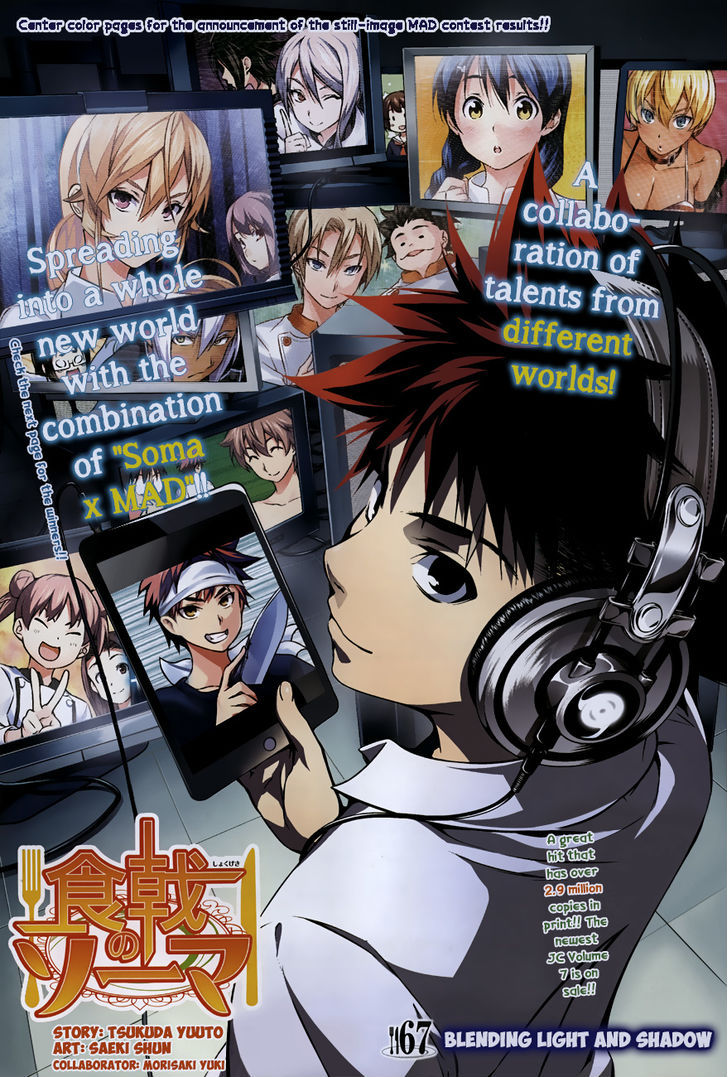 Center color pages for the announcement of the still-image MAD contest results!!
A
collabo-
ration of
talents from
different
worlds!
Spreading
into a whole
new world
with the
combination
of "Soma
x MAD"!!
Check the next page for the winners!!
しょくげき
食戟
の
ソーマ
STORY: TSUKUDA YUUTO
ART: SAEKI SHUN
COLLABORATOR: MORISAKI YUKI
A great
hit that
has over
2.9 million
copies in
print!! The
newest
JC Volume
7 is on
sale!!
67 BLENDING LIGHT AND SHADOW